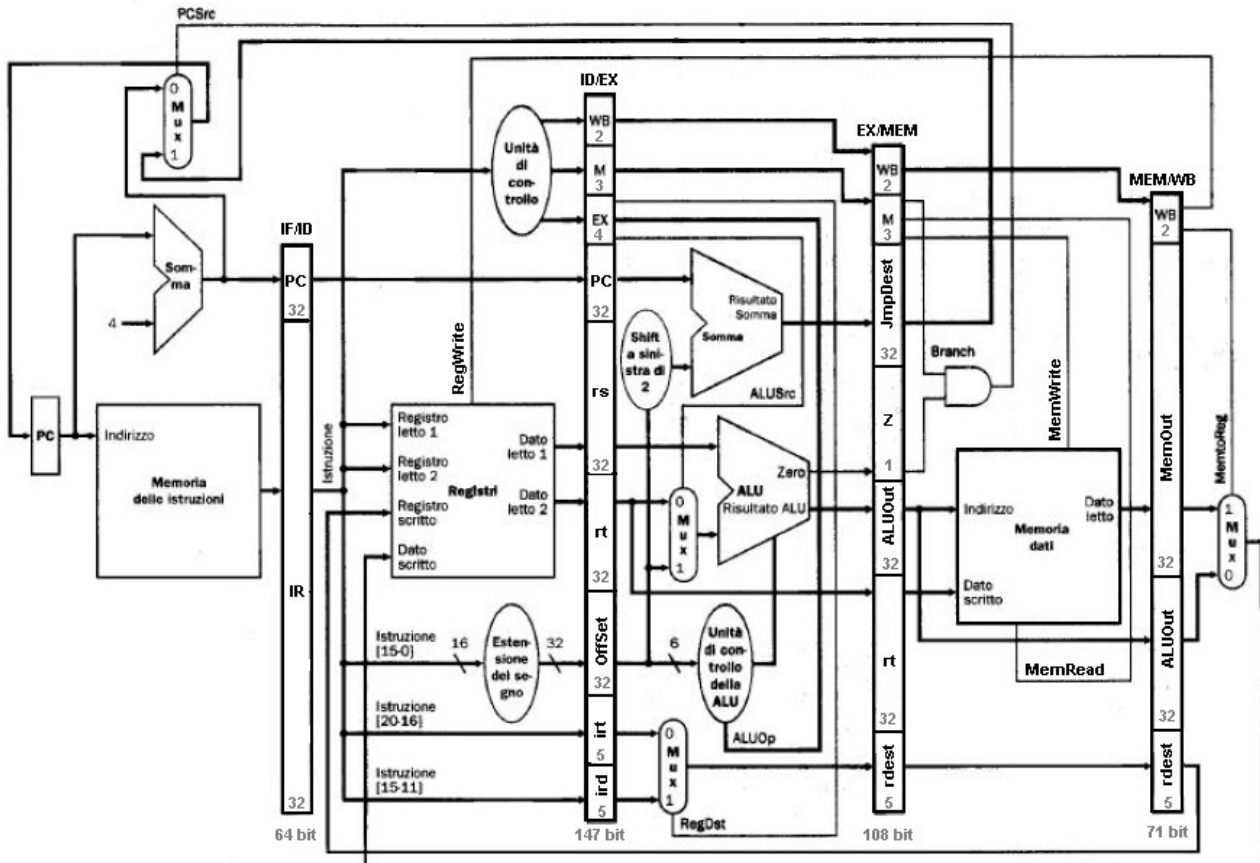 PCSrc
0
M
u
x
1
Som-
ma
4
PC
Indirizzo
Memoria
delle istruzioni
IF/ID
PC
32
IR
32
64 bit
Istruzione
Unità
di
con-
trollo
RegWrite
Registro
letto 1
Registro
letto 2
Registro
scritto
Dato
scritto
Registri
Dato
letto 1
Dato
letto 2
Istruzione
[15-0]
16
Esten-
sione
del se-
gno
32
Istruzione
[20-16]
Istruzione
[15-11]
ID/EX
WB
2
M
3
EX
4
PC
32
rs
32
rt
32
OffSet
32
irt
5
ird
5
147 bit
Shift
a sini-
stra di
2
Risultato
Somma
Somma
ALUSrc
0
M
u
x
1
Zero
ALU
Risultato ALU
6
Unità
di controllo
della
ALU
ALUOp
0
M
u
x
1
RegDst
EX/MEM
WB
2
M
3
JmpDest
32
Z
1
ALUOut
32
rt
32
rdest
5
108 bit
Branch
MemWrite
Indirizzo
Dato
letto
Memoria
dati
Dato
scritto
MemRead
MEM/WB
WB
2
MemOut
32
ALUOut
32
rdest
5
71 bit
MemtoReg
1
M
u
x
0